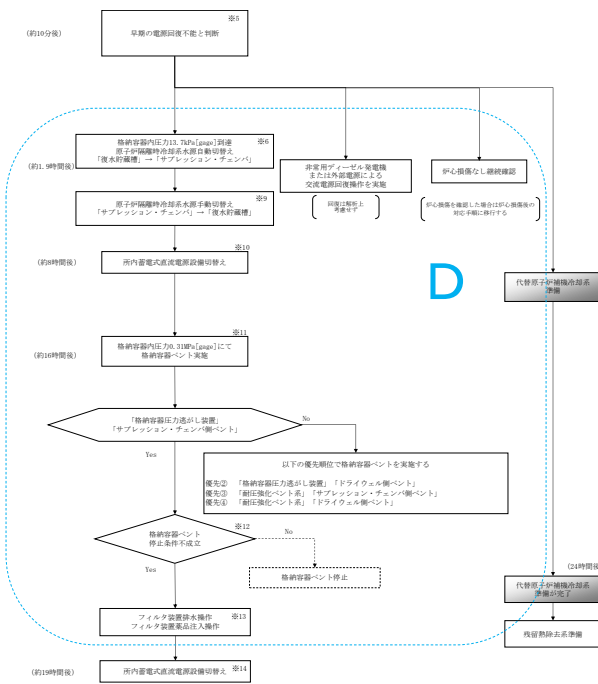 ※5
(約10分後)
早期の電源回復不能と判断
※6
格納容器内圧力13.7kPa[gage]到達
原子炉隔離時冷却系水源自動切替え
「復水貯蔵槽」→「サプレッション・チェンバ」
(約1.9時間後)
非常用ディーゼル発電機
または外部電源による
交流電源回復操作を実施
炉心損傷なし継続確認
※9
原子炉隔離時冷却系水源手動切替え
「サプレッション・チェンバ」→「復水貯蔵槽」
回復は解析上
考慮せず
炉心損傷を確認した場合は炉心損傷後の
対応手順に移行する
※10
(約8時間後)
所内蓄電式直流電源設備切替え
D
代替原子炉補機冷却系
準備
※11
格納容器内圧力0.31MPa[gage]にて
格納容器ベント実施
(約16時間後)
「格納容器圧力逃がし装置」
「サプレッション・チェンバ側ベント」
No
Yes
以下の優先順位で格納容器ベントを実施する
優先② 「格納容器圧力逃がし装置」「ドライウェル側ベント」
優先③ 「耐圧強化ベント系」「サプレッション・チェンバ側ベント」
優先④ 「耐圧強化ベント系」「ドライウェル側ベント」
※12
格納容器ベント
停止条件不成立
No
Yes
格納容器ベント停止
(24時間後)
代替原子炉補機冷却系
準備が完了
※13
フィルタ装置排水操作
フィルタ装置薬品注入操作
残留熱除去系準備
(約19時間後)
所内蓄電式直流電源設備切替え
※14